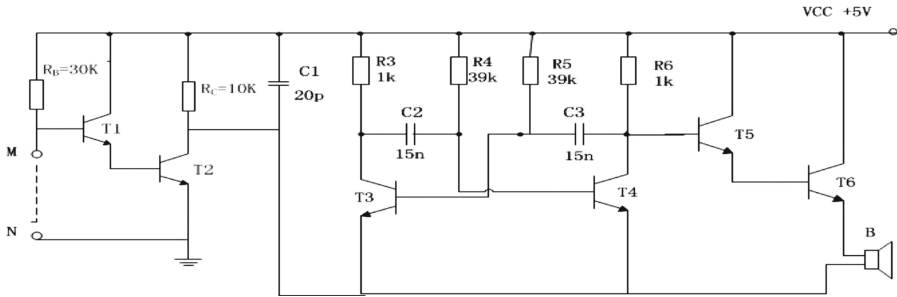 VCC +5V
R_B=30K
R_C=10K
C1
20p
R3
1k
R4
39k
R5
39k
R6
1k
C2
15n
C3
15n
T1
T2
T3
T4
T5
T6
M
N
B